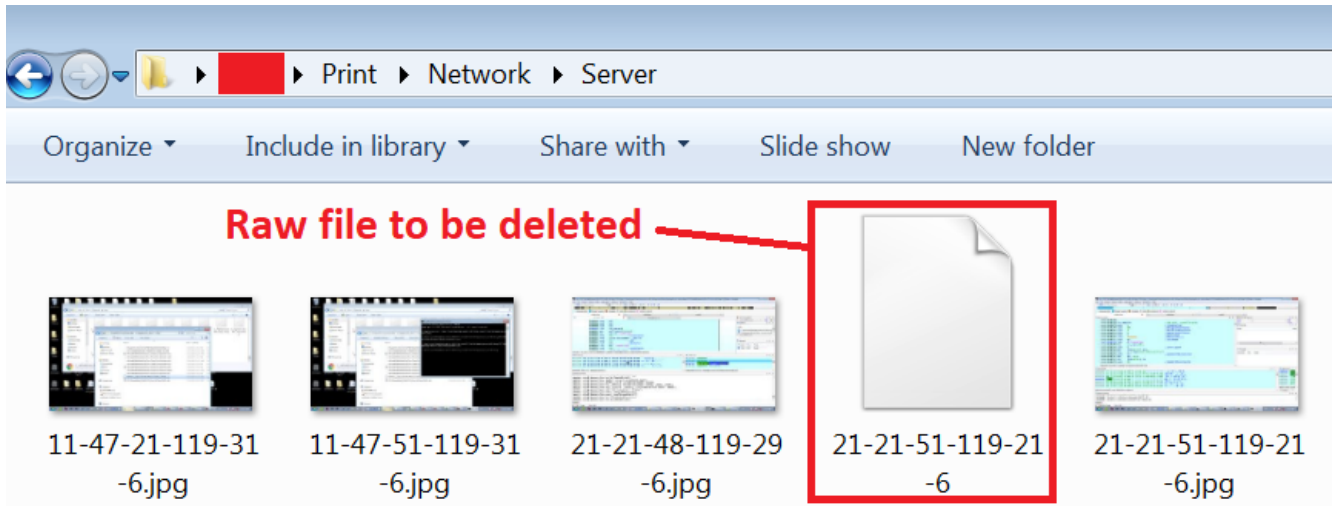 Print Network Server
Organize Include in library Share with Slide show New folder
Raw file to be deleted
11-47-21-119-31
-6.jpg
11-47-51-119-31
-6.jpg
21-21-48-119-29
-6.jpg
21-21-51-119-21
-6
21-21-51-119-21
-6.jpg